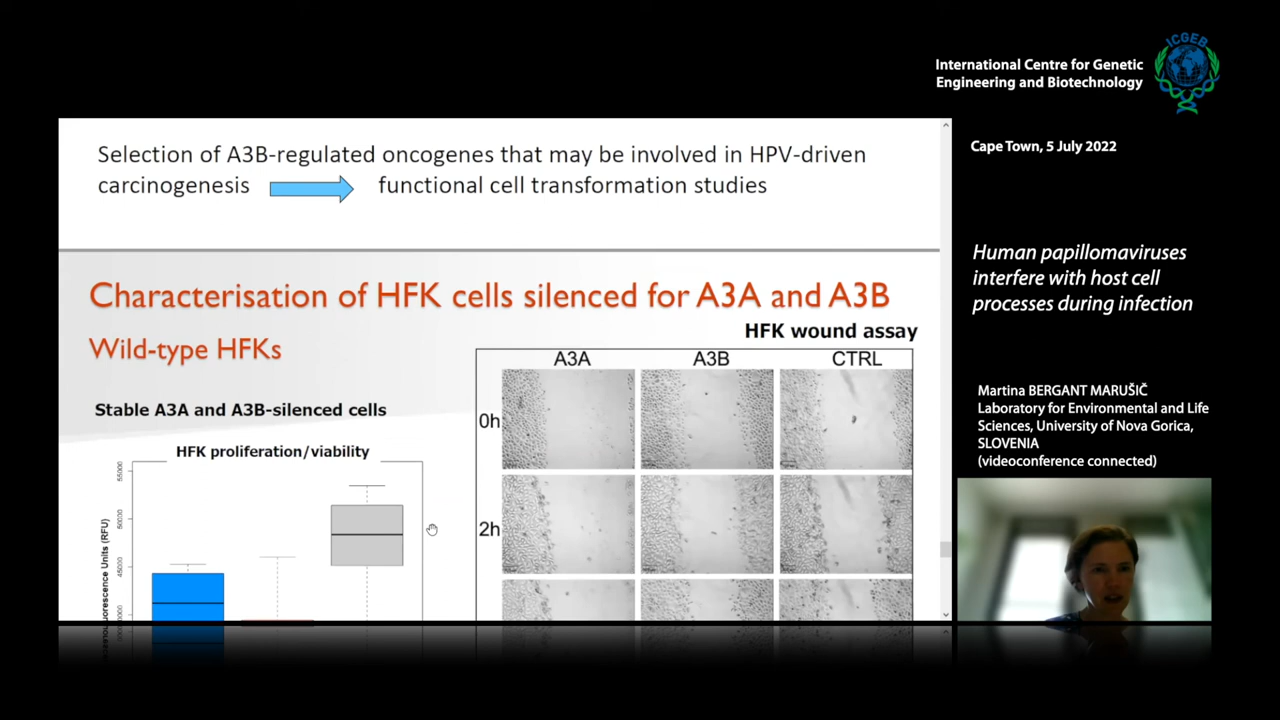 ICGEB
International Centre for Genetic
Engineering and Biotechnology
Cape Town, 5 July 2022
Human papillomaviruses
interfere with host cell
processes during infection
Martina BERGANT MARUŠIČ
Laboratory for Environmental and Life
Sciences, University of Nova Gorica,
SLOVENIA
(videoconference connected)
Selection of A3B-regulated oncogenes that may be involved in HPV-driven
carcinogenesis functional cell transformation studies
Characterisation of HFK cells silenced for A3A and A3B
Wild-type HFKs
HFK wound assay
A3A A3B CTRL
0h
2h
Stable A3A and A3B-silenced cells
HFK proliferation/viability
55000
50000
45000
Units (RFU)